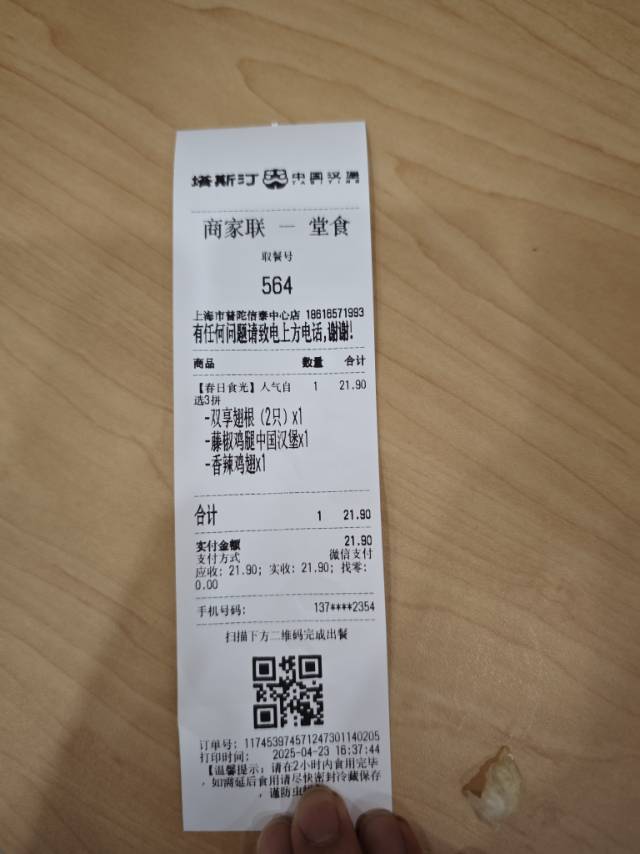 塔斯汀 中国汉堡
TASITING
商家联 — 堂食
取餐号
564
上海市普陀信泰中心店 18616571993
有任何问题请致电上方电话,谢谢!
商品 数量 合计
【春日食光】人气自 1 21.90
选3拼
-双享翅根（2只）x1
-藤椒鸡腿中国汉堡x1
-香辣鸡翅x1
合计 1 21.90
实付金额 21.90
支付方式 微信支付
应收: 21.90; 实收: 21.90; 找零:
0.00
手机号码: 137****2354
扫描下方二维码完成出餐
订单号: 11745397457124730114​0205
打印时间: 2025-04-23 16:37:44
【温馨提示: 请在2小时内食用完毕
, 如需延后食用请尽快密封冷藏保存
, 谨防虫